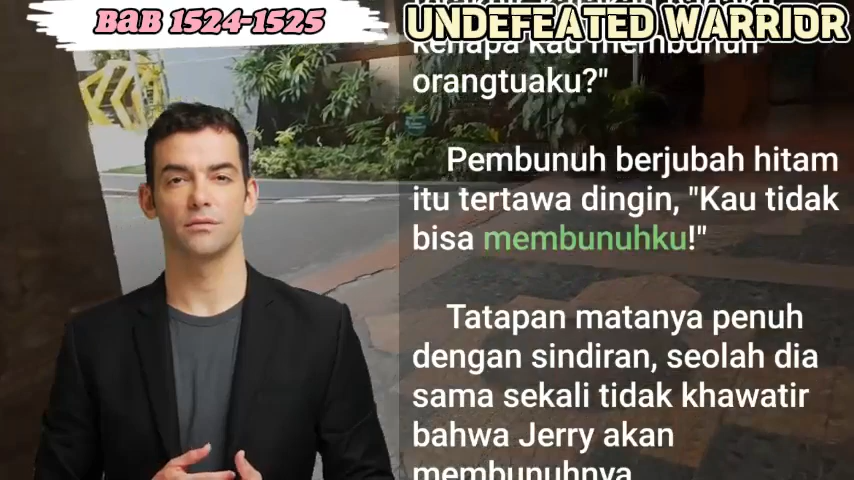 BAB 1524-1525
UNDEFEATED WARRIOR
kenapa kau membunuh
orangtuaku?"
Pembunuh berjubah hitam
itu tertawa dingin, "Kau tidak
bisa membunuhku!"
Tatapan matanya penuh
dengan sindiran, seolah dia
sama sekali tidak khawatir
bahwa Jerry akan
membunuhnya